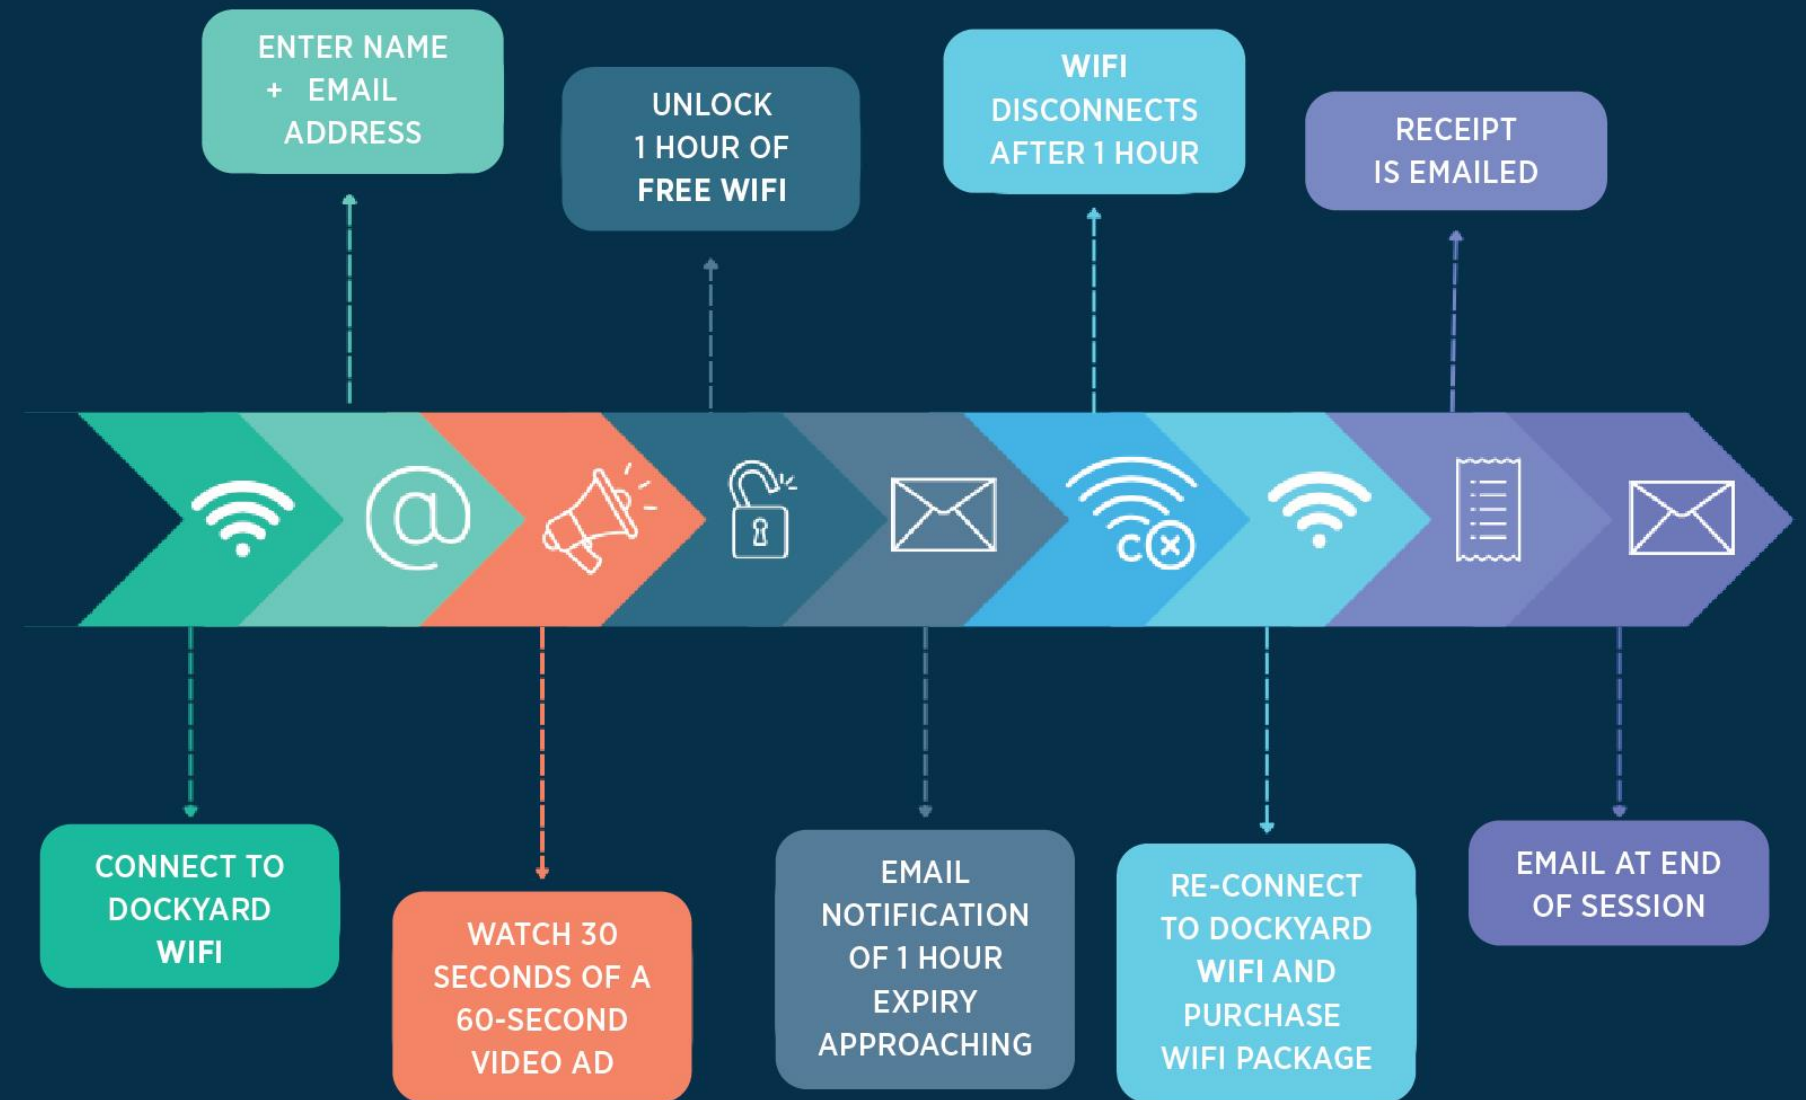 ENTER NAME
+ EMAIL
ADDRESS
UNLOCK
1 HOUR OF
FREE WIFI
WIFI
DISCONNECTS
AFTER 1 HOUR
RECEIPT
IS EMAILED
CONNECT TO
DOCKYARD
WIFI
WATCH 30
SECONDS OF A
60-SECOND
VIDEO AD
EMAIL
NOTIFICATION
OF 1 HOUR
EXPIRY
APPROACHING
RE-CONNECT
TO DOCKYARD
WIFI AND
PURCHASE
WIFI PACKAGE
EMAIL AT END
OF SESSION